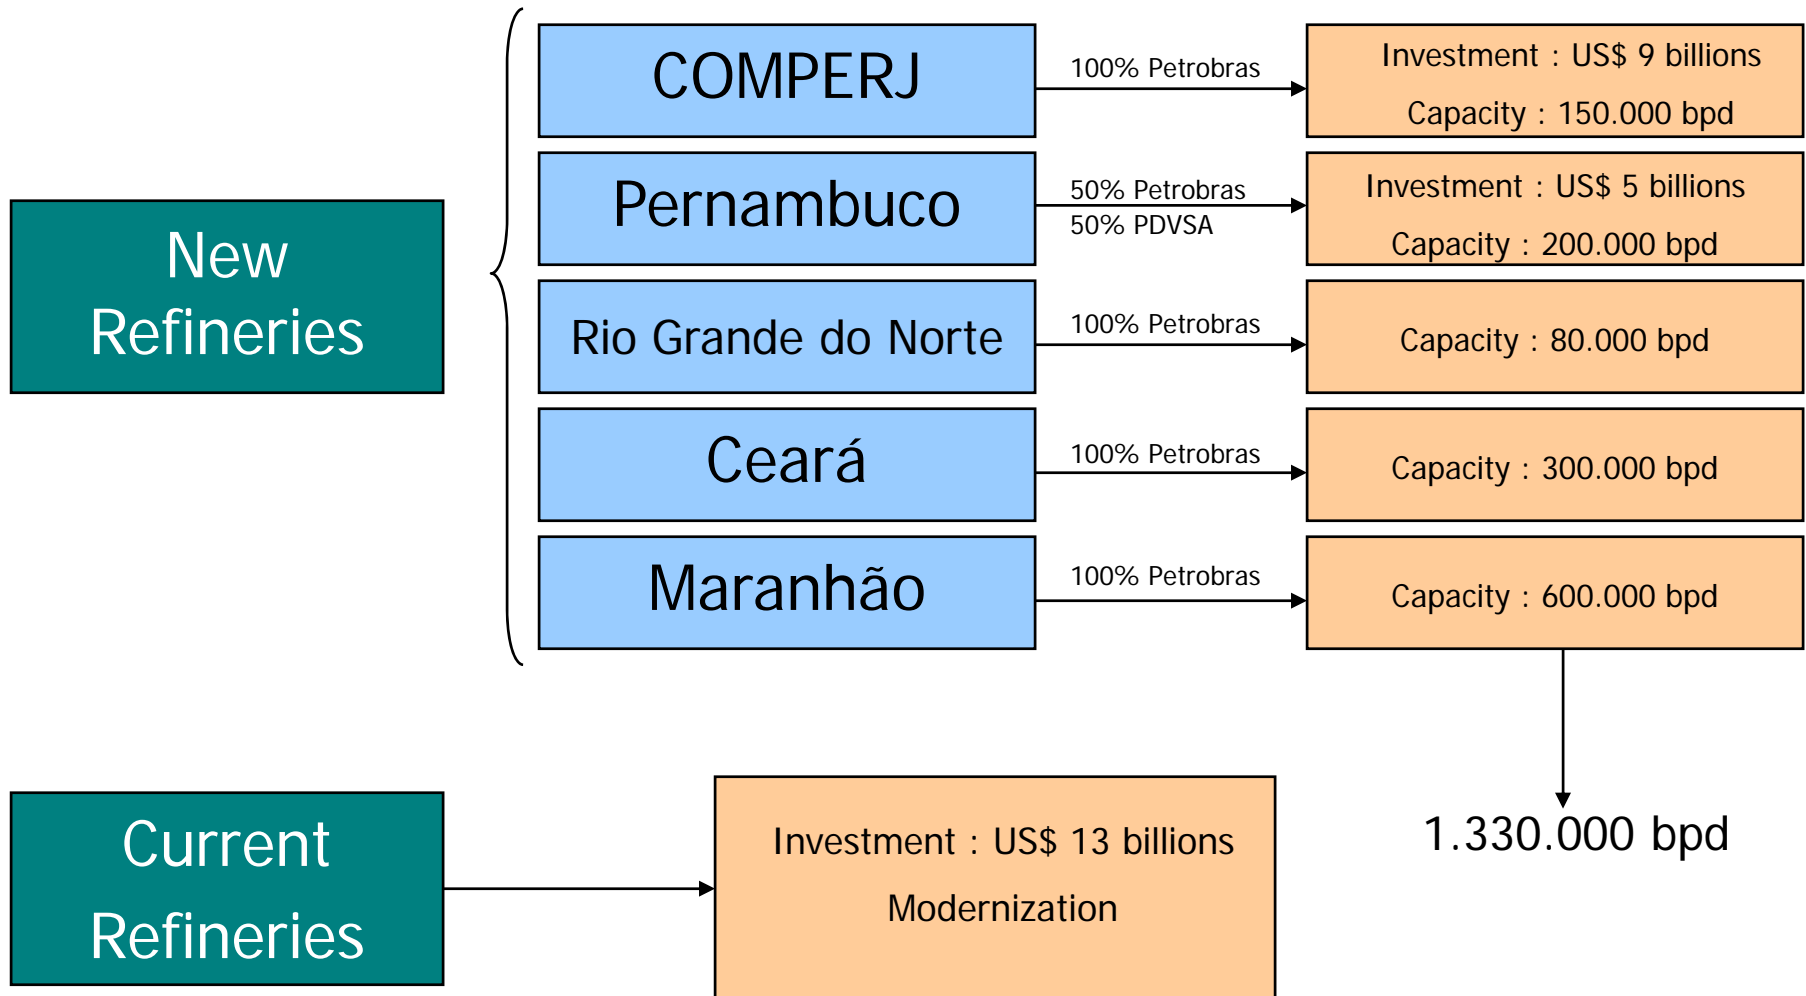 New
Refineries
COMPERJ
100% Petrobras
Investment : US$ 9 billions
Capacity : 150.000 bpd
Pernambuco
50% Petrobras
50% PDVSA
Investment : US$ 5 billions
Capacity : 200.000 bpd
Rio Grande do Norte
100% Petrobras
Capacity : 80.000 bpd
Ceará
100% Petrobras
Capacity : 300.000 bpd
Maranhão
100% Petrobras
Capacity : 600.000 bpd
1.330.000 bpd
Current
Refineries
Investment : US$ 13 billions
Modernization